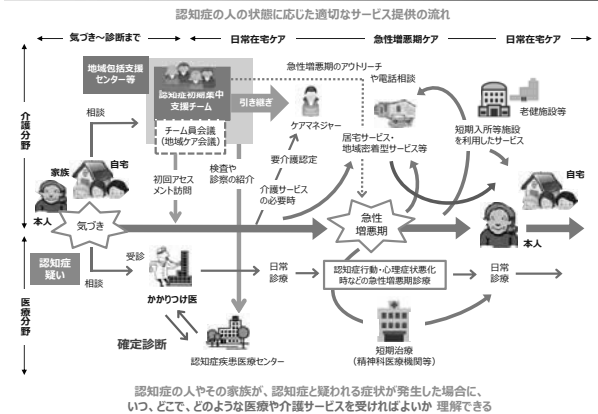 認知症の人の状態に応じた適切なサービス提供の流れ
気づき〜診断まで
日常在宅ケア
急性増悪期ケア
日常在宅ケア
介護分野
医療分野
地域包括支援
センター等
認知症初期集中
支援チーム
チーム員会議
(地域ケア会議)
引き継ぎ
ケアマネジャー
急性増悪期のアウトリーチ
や電話相談
居宅サービス・
地域密着型サービス等
老健施設等
短期入所等施設
を利用したサービス
相談
家族
自宅
本人
気づき
初回アセス
メント訪問
検査や
診察の紹介
要介護認定
介護サービス
の必要時
急性
増悪期
本人
自宅
認知症
疑い
受診
相談
かかりつけ医
日常
診療
認知症行動・心理症状悪化
時などの急性増悪期診療
日常
診療
確定診断
認知症疾患医療センター
短期治療
(精神科医療機関等)
認知症の人やその家族が、認知症と疑われる症状が発生した場合に、
いつ、どこで、どのような医療や介護サービスを受ければよいか 理解できる